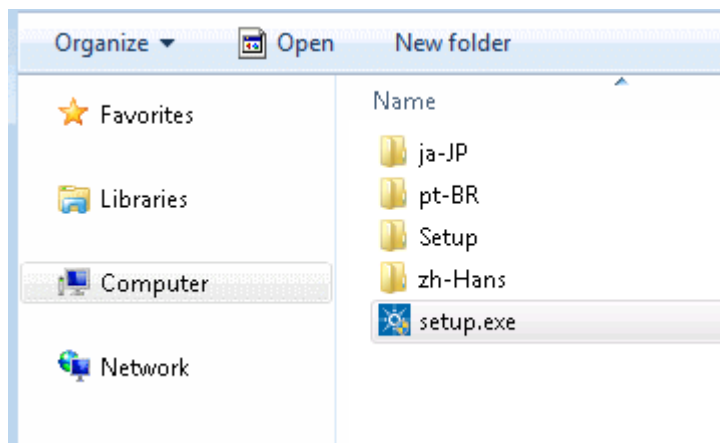 Organize Open New folder
Favorites
Libraries
Computer
Network
Name
ja-JP
pt-BR
Setup
zh-Hans
setup.exe